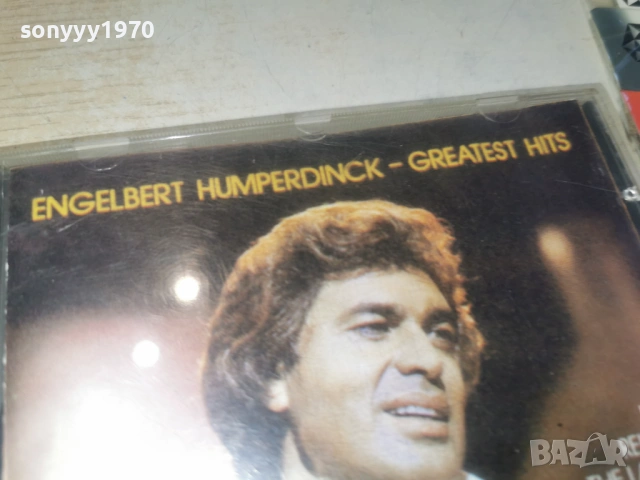 sonyyy1970
ENGELBERT HUMPERDINCK - GREATEST HITS
BAZAR